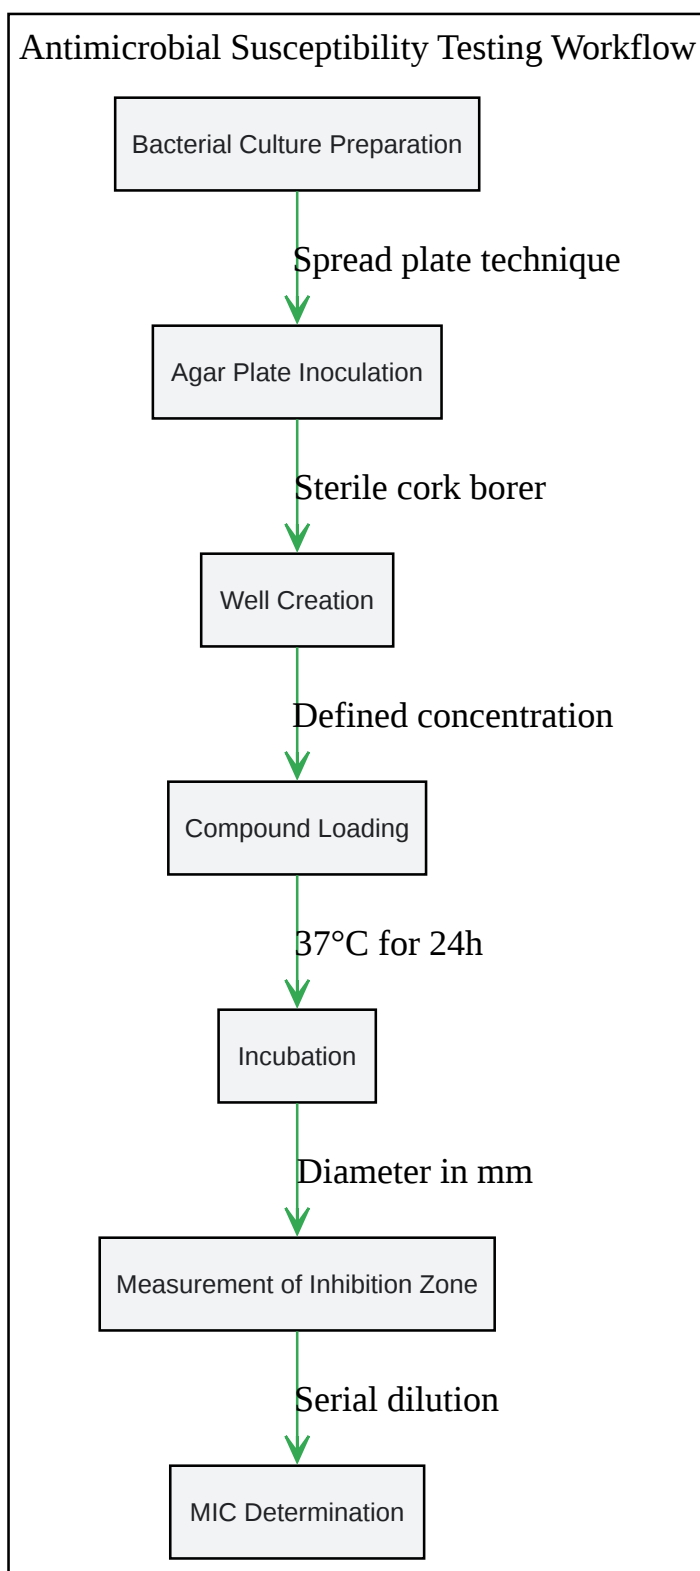 Antimicrobial Susceptibility Testing Workflow
Bacterial Culture Preparation
Spread plate technique
Agar Plate Inoculation
Sterile cork borer
Well Creation
Defined concentration
Compound Loading
37°C for 24h
Incubation
Diameter in mm
Measurement of Inhibition Zone
Serial dilution
MIC Determination